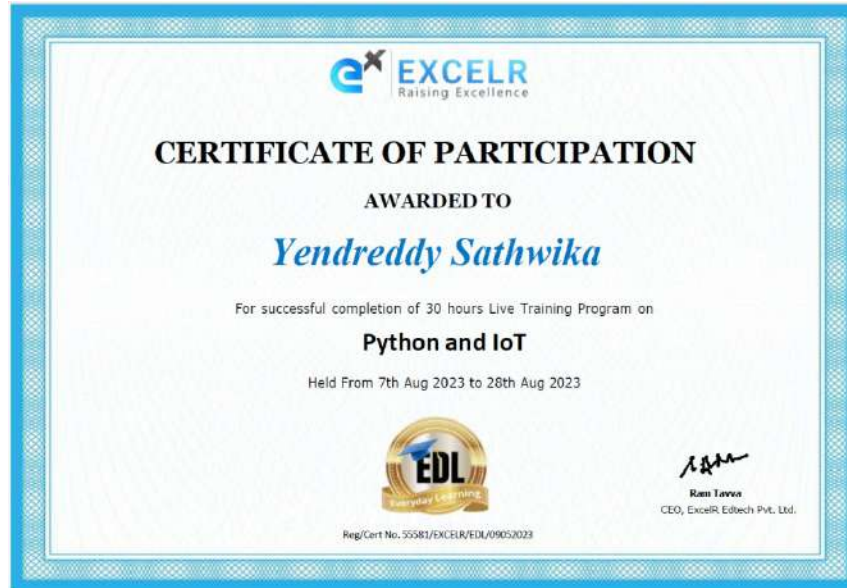 ex EXCELR
Raising Excellence
CERTIFICATE OF PARTICIPATION
AWARDED TO
Yendreddy Sathwika
For successful completion of 30 hours Live Training Program on
Python and IoT
Held From 7th Aug 2023 to 28th Aug 2023
EDL
Everyday Learning
Ram Tavva
CEO, ExcelR Edtech Pvt. Ltd.
Reg/Cert No. 55581/EXCELR/EDL/09052023